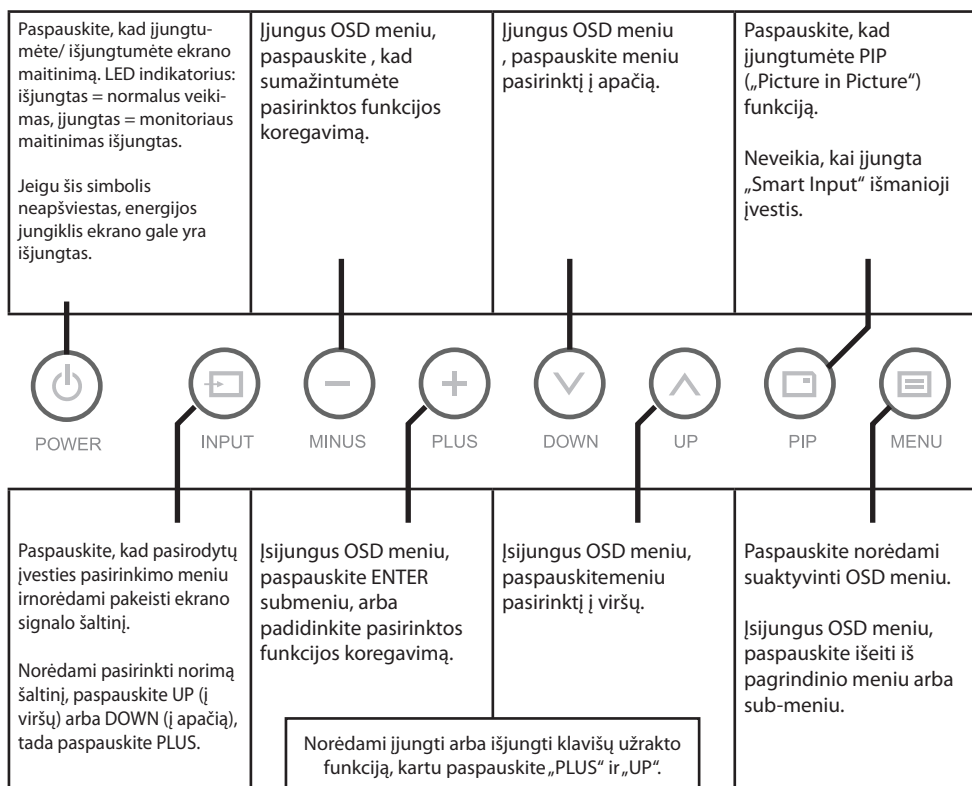 Paspauskite, kad įjungtu-
mėte/ išjungtumėte ekrano
maitinimą. LED indikatorius:
išjungtas = normalus veiki-
mas, įjungtas = monitoriaus
maitinimas išjungtas.
Jeigu šis simbolis
neapšviestas, energijos
jungiklis ekrano gale yra
išjungtas.
Įjungus OSD meniu,
paspauskite , kad
sumažintumėte
pasirinktos funkcijos
koregavimą.
Įjungus OSD meniu
, paspauskite meniu
pasirinktį į apačią.
Paspauskite, kad
įjungtumėte PIP
(„Picture in Picture“)
funkciją.
Neveikia, kai įjungta
„Smart Input“ išmanioji
įvestis.
POWER
INPUT
MINUS
PLUS
DOWN
UP
PIP
MENU
Paspauskite, kad pasirodytų
įvesties pasirinkimo meniu
irnorėdami pakeisti ekrano
signalo šaltinį.
Norėdami pasirinkti norimą
šaltinį, paspauskite UP (į
viršų) arba DOWN (į apačią),
tada paspauskite PLUS.
Įsijungus OSD meniu,
paspauskite ENTER
submeniu, arba
padidinkite pasirinktos
funkcijos koregavimą.
Įsijungus OSD meniu,
paspauskitemeniu
pasirinktį į viršų.
Paspauskite norėdami
suaktyvinti OSD meniu.
Įsijungus OSD meniu,
paspauskite išeiti iš
pagrindinio meniu arba
sub-meniu.
Norėdami įjungti arba išjungti klavišų užrakto
funkciją, kartu paspauskite „PLUS“ ir „UP“.